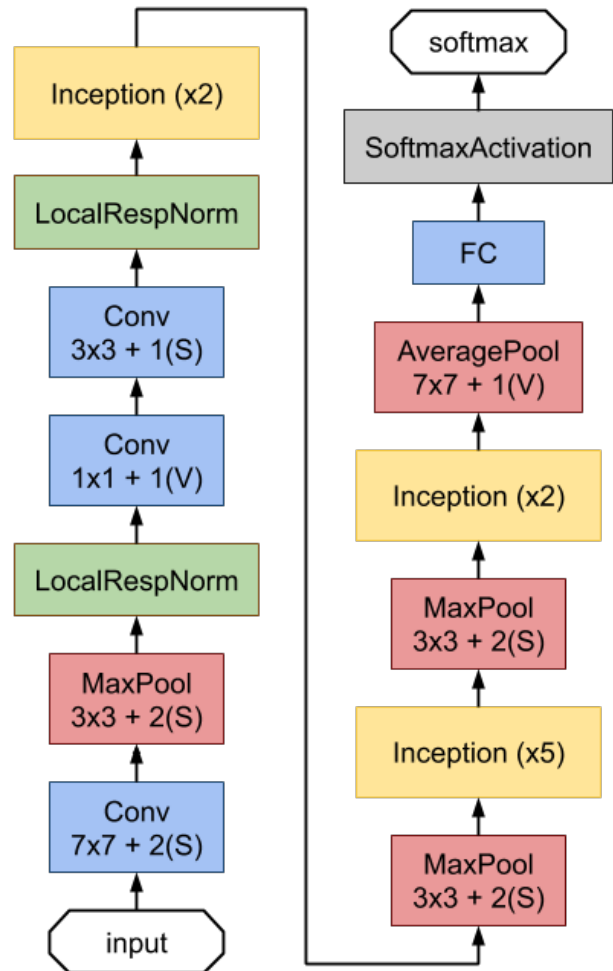 Inception (x2)
LocalRespNorm
Conv
3x3 + 1(S)
Conv
1x1 + 1(V)
LocalRespNorm
MaxPool
3x3 + 2(S)
Conv
7x7 + 2(S)
input
softmax
SoftmaxActivation
FC
AveragePool
7x7 + 1(V)
Inception (x2)
MaxPool
3x3 + 2(S)
Inception (x5)
MaxPool
3x3 + 2(S)